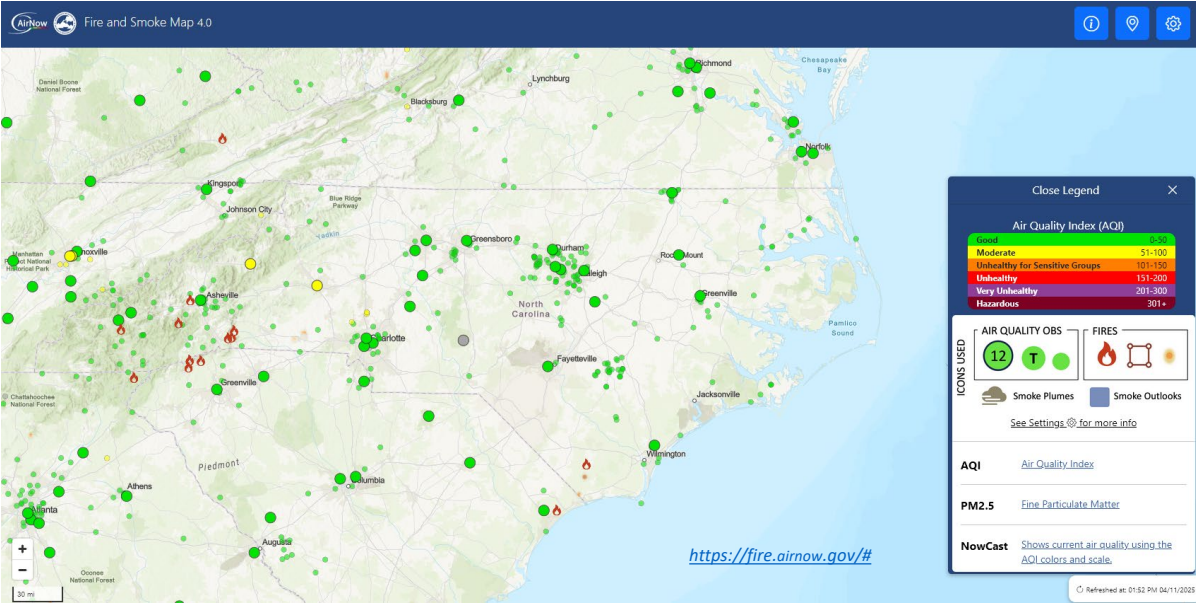 AirNow
Fire and Smoke Map 4.0
Chesapeake
Bay
Richmond
Lynchburg
Daniel Boone
National Forest
Blacksburg
Norfolk
Kingsport
Johnson City
Blue Ridge
Parkway
Yadkin
Greensboro
Durham
Raleigh
Rocky Mount
Greenville
Knoxville
Manhattan
Project National
Historical Park
Asheville
North
Carolina
Pamlico
Sound
Charlotte
Fayetteville
Greenville
Jacksonville
Chattahoochee
National Forest
Wilmington
Piedmont
Columbia
Athens
Atlanta
Augusta
Oconee
National Forest
+
−
30 mi
https://fire.airnow.gov/#
Close Legend
Air Quality Index (AQI)
Good 0-50
Moderate 51-100
Unhealthy for Sensitive Groups 101-150
Unhealthy 151-200
Very Unhealthy 201-300
Hazardous 301+
ICONS USED
AIR QUALITY OBS
FIRES
12
T
Smoke Plumes
Smoke Outlooks
See Settings for more info
AQI
Air Quality Index
PM2.5
Fine Particulate Matter
NowCast
Shows current air quality using the
AQI colors and scale.
Refreshed at: 01:52 PM 04/11/2025